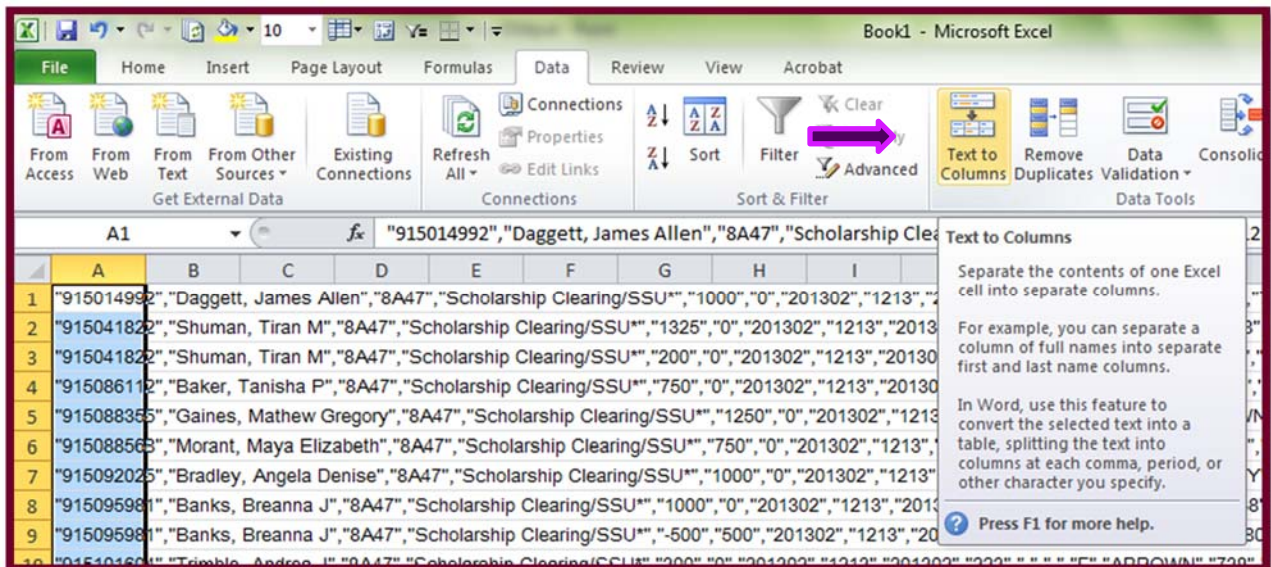 10
Book1 - Microsoft Excel
File Home Insert Page Layout Formulas Data Review View Acrobat
From Access
From Web
From Text
From Other Sources
Existing Connections
Get External Data
Refresh All
Connections
Properties
Edit Links
Connections
Sort
Filter
Clear
Advanced
Sort & Filter
Text to Columns
Remove Duplicates
Data Validation
Consolid
Data Tools
A1 fx "915014992","Daggett, James Allen","8A47","Scholarship Clea
A B C D E F G H I
1 "915014992","Daggett, James Allen","8A47","Scholarship Clearing/SSU*","1000","0","201302","1213","2
2 "915041822","Shuman, Tiran M","8A47","Scholarship Clearing/SSU*","1325","0","201302","1213","2013
3 "915041822","Shuman, Tiran M","8A47","Scholarship Clearing/SSU*","200","0","201302","1213","20130
4 "915086112","Baker, Tanisha P","8A47","Scholarship Clearing/SSU*","750","0","201302","1213","20130
5 "915088355","Gaines, Mathew Gregory","8A47","Scholarship Clearing/SSU*","1250","0","201302","1213
6 "915088563","Morant, Maya Elizabeth","8A47","Scholarship Clearing/SSU*","750","0","201302","1213","
7 "915092025","Bradley, Angela Denise","8A47","Scholarship Clearing/SSU*","1000","0","201302","1213"
8 "915095981","Banks, Breanna J","8A47","Scholarship Clearing/SSU*","1000","0","201302","1213","2013
9 "915095981","Banks, Breanna J","8A47","Scholarship Clearing/SSU*","-500","500","201302","1213","20
Text to Columns
Separate the contents of one Excel
cell into separate columns.
For example, you can separate a
column of full names into separate
first and last name columns.
In Word, use this feature to
convert the selected text into a
table, splitting the text into
columns at each comma, period, or
other character you specify.
Press F1 for more help.